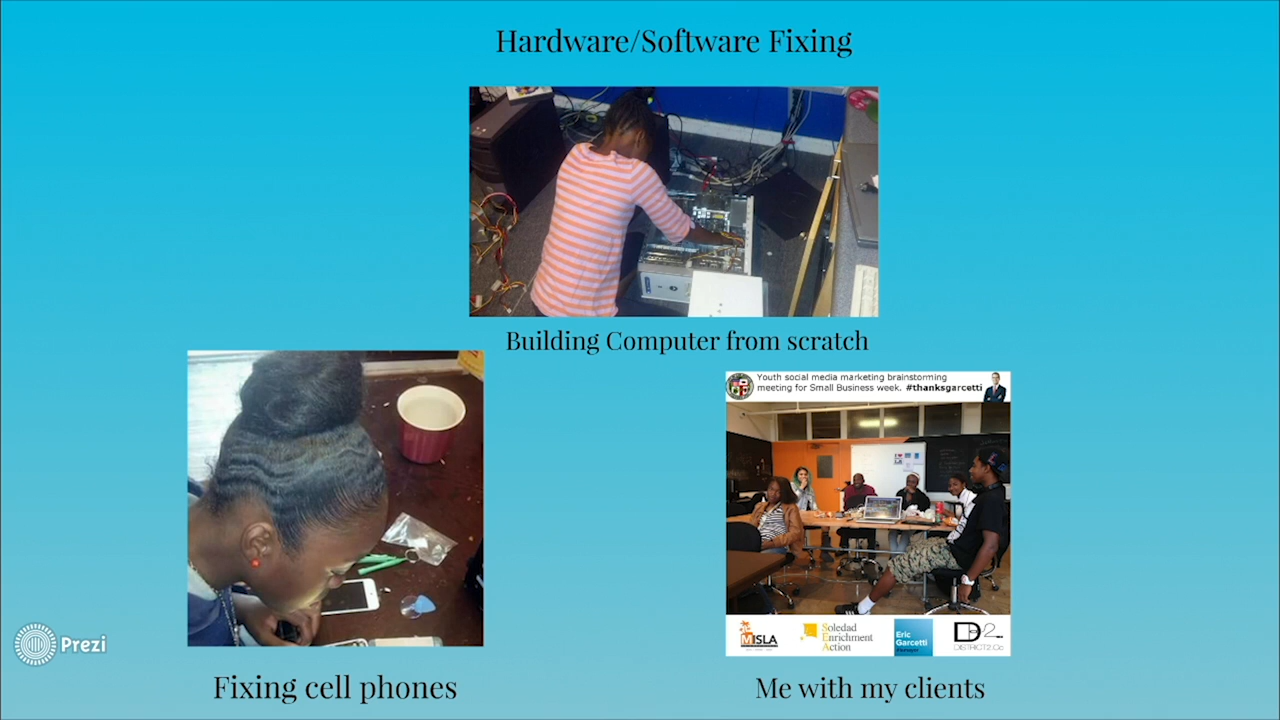 Hardware/Software Fixing
Building Computer from scratch
Youth social media marketing brainstorming
meeting for Small Business week. #thanksgarcetti
MISLA
Soledad
Enrichment
Action
Eric
Garcetti
D2
DISTRICT2.Co
Prezi
Fixing cell phones
Me with my clients